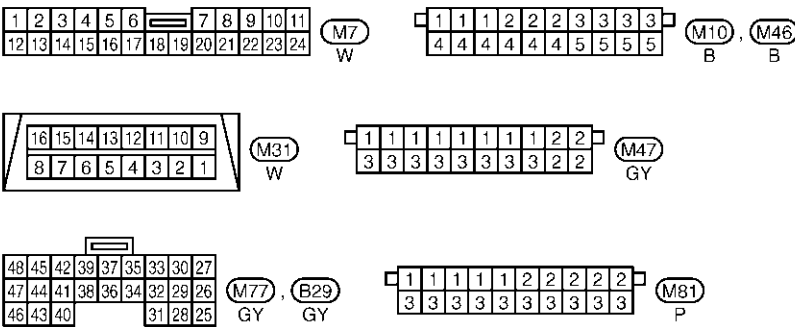 1 2 3 4 5 6 7 8 9 10 11
12 13 14 15 16 17 18 19 20 21 22 23 24
M7
W
1 1 1 2 2 2 3 3 3 3
4 4 4 4 4 4 5 5 5 5
M10 , M46
B B
16 15 14 13 12 11 10 9
8 7 6 5 4 3 2 1
M31
W
1 1 1 1 1 1 1 1 2 2
3 3 3 3 3 3 3 3 2 2
M47
GY
48 45 42 39 37 35 33 30 27
47 44 41 38 36 34 32 29 26
46 43 40 31 28 25
M77 , B29
GY GY
1 1 1 1 1 2 2 2 2 2
3 3 3 3 3 3 3 3 3 3
M81
P